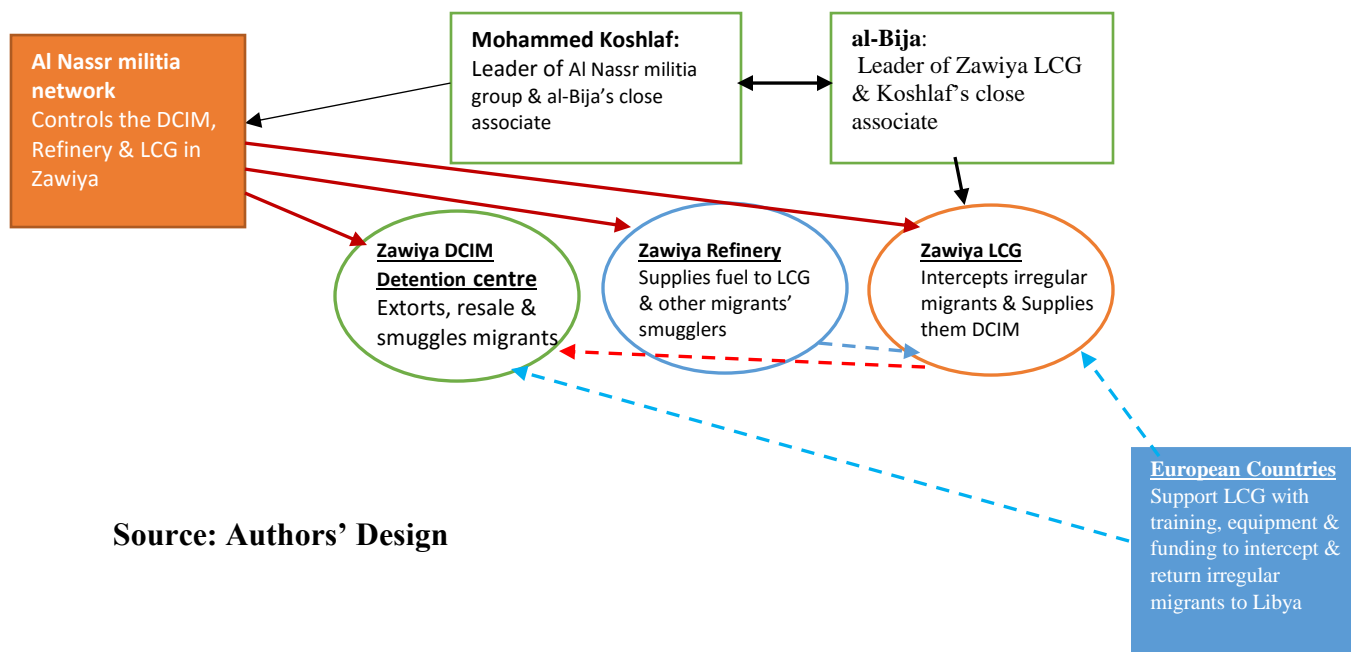 Al Nassr militia
network
Controls the DCIM,
Refinery & LCG in
Zawiya
Mohammed Koshlaf:
Leader of Al Nassr militia
group & al-Bija's close
associate
al-Bija:
Leader of Zawiya LCG
& Koshlaf's close
associate
Zawiya DCIM
Detention centre
Extorts, resale &
smuggles migrants
Zawiya Refinery
Supplies fuel to LCG
& other migrants'
smugglers
Zawiya LCG
Intercepts irregular
migrants & Supplies
them DCIM
European Countries
Support LCG with
training, equipment &
funding to intercept &
return irregular
migrants to Libya
Source: Authors' Design